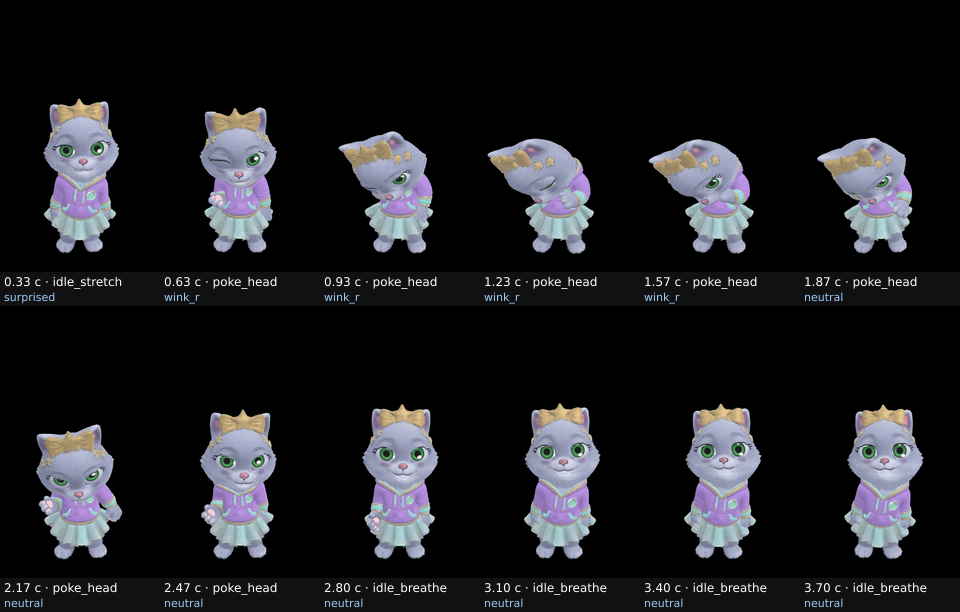 0.33 с · idle_stretch
surprised
0.63 с · poke_head
wink_r
0.93 с · poke_head
wink_r
1.23 с · poke_head
wink_r
1.57 с · poke_head
wink_r
1.87 с · poke_head
neutral
2.17 с · poke_head
neutral
2.47 с · poke_head
neutral
2.80 с · idle_breathe
neutral
3.10 с · idle_breathe
neutral
3.40 с · idle_breathe
neutral
3.70 с · idle_breathe
neutral